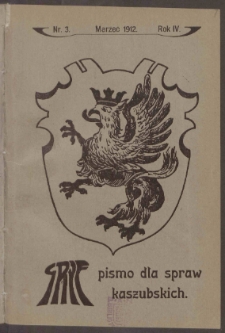 Nr. 3. Marzec 1912. Rok IV.
GRYF pismo dla spraw
kaszubskich.